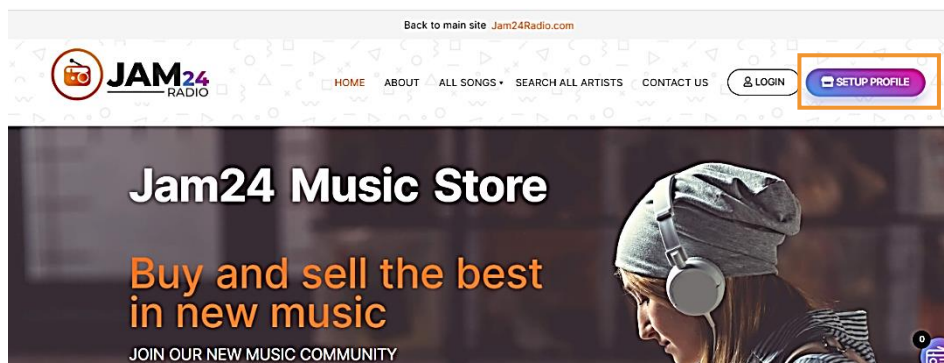 Back to main site Jam24Radio.com
JAM24
RADIO
HOME ABOUT ALL SONGS SEARCH ALL ARTISTS CONTACT US LOGIN SETUP PROFILE
Jam24 Music Store
Buy and sell the best
in new music
JOIN OUR NEW MUSIC COMMUNITY
0